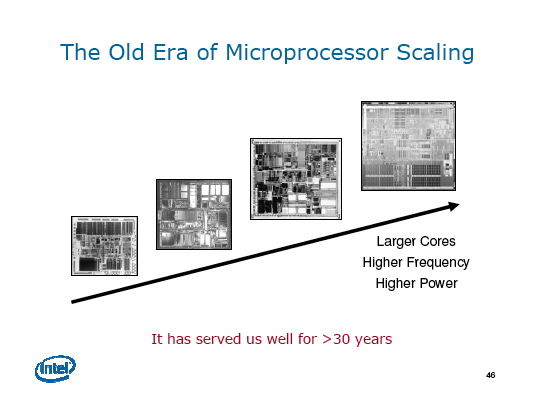 The Old Era of Microprocessor Scaling
Larger Cores
Higher Frequency
Higher Power
It has served us well for >30 years
intel
46